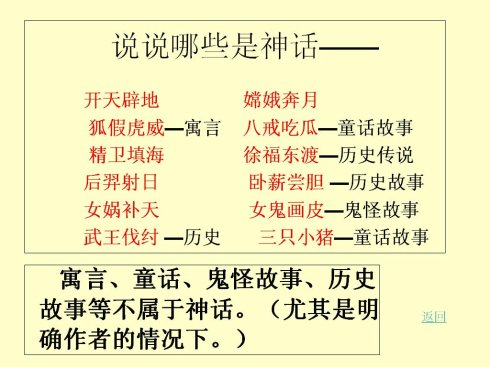 说说哪些是神话——
开天辟地 嫦娥奔月
狐假虎威—寓言 八戒吃瓜—童话故事
精卫填海 徐福东渡—历史传说
后羿射日 卧薪尝胆 —历史故事
女娲补天 女鬼画皮—鬼怪故事
武王伐纣 —历史 三只小猪—童话故事
寓言、童话、鬼怪故事、历史
故事等不属于神话。（尤其是明
确作者的情况下。）
返回